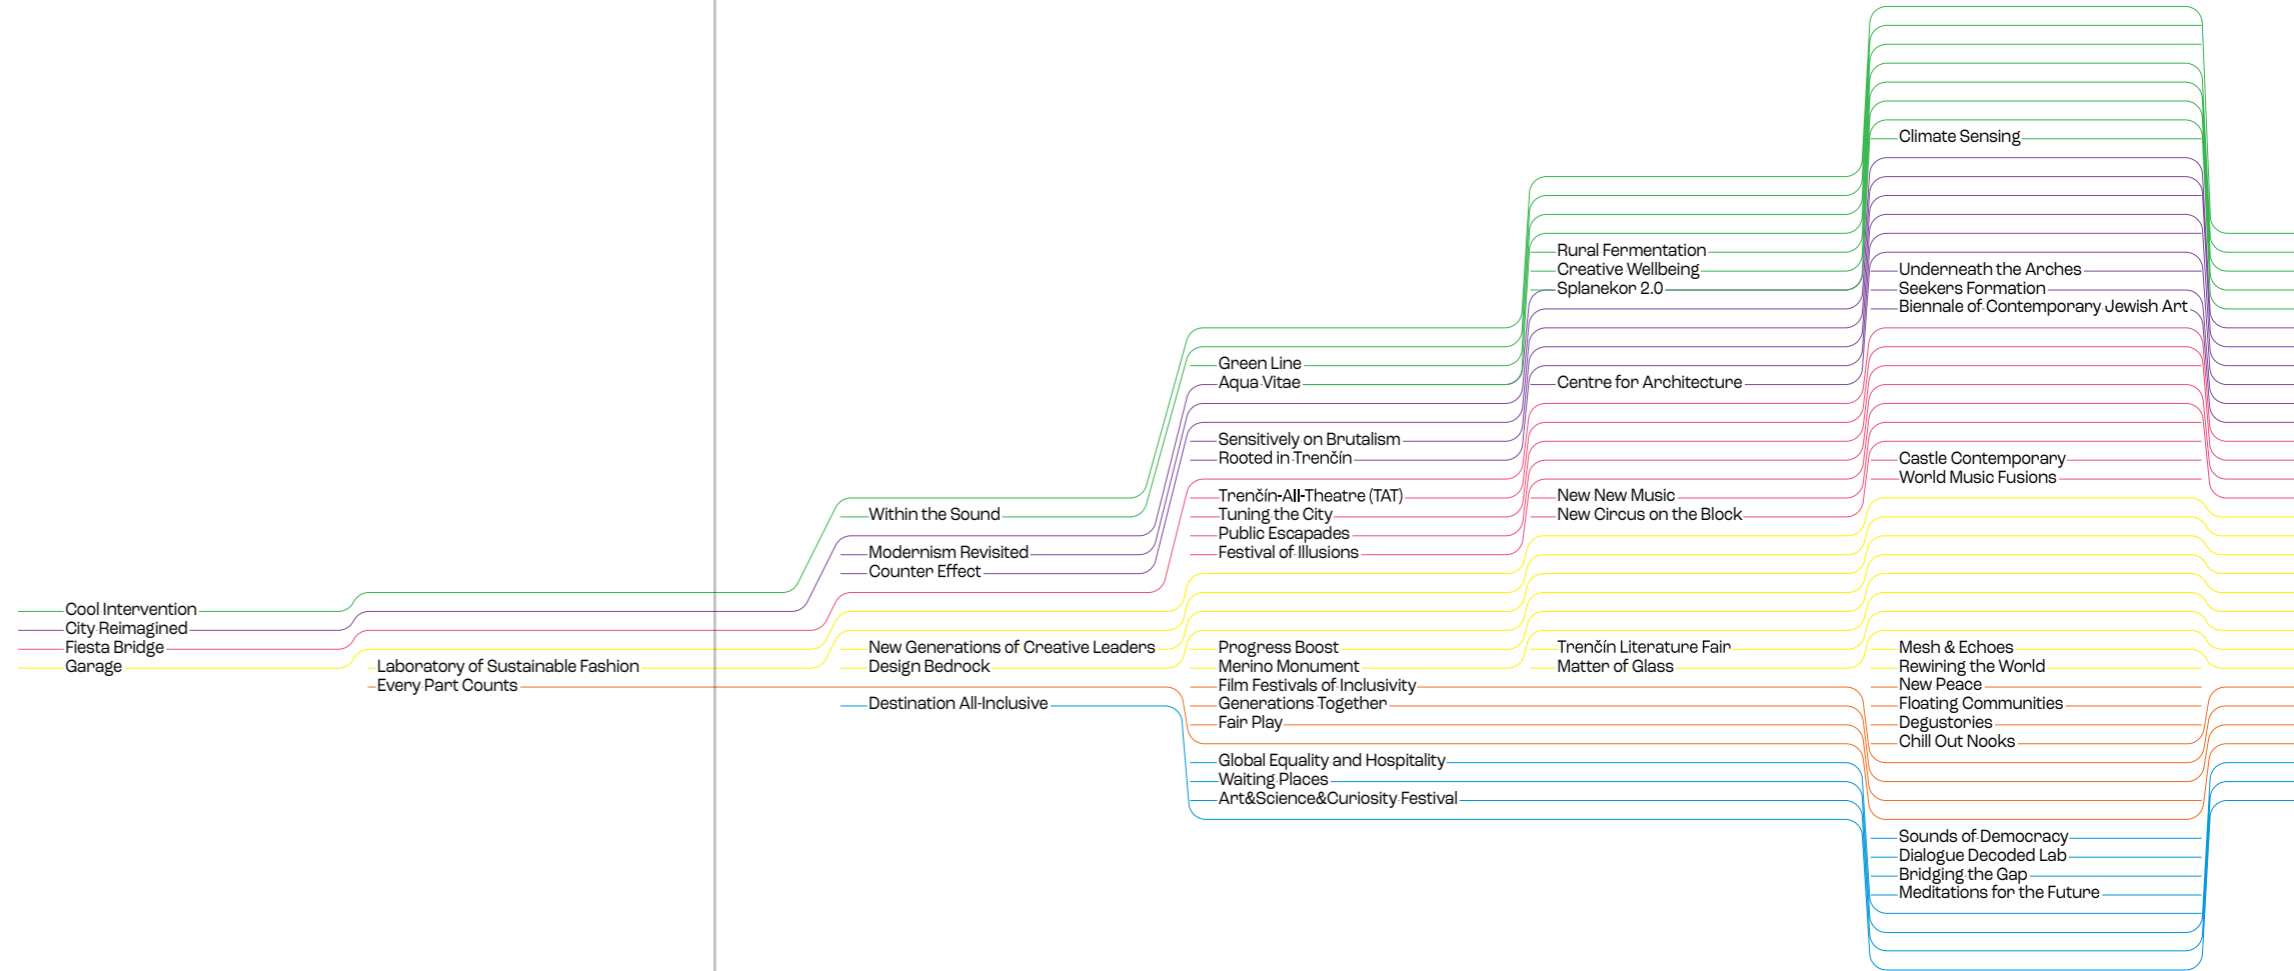 Cool Intervention
City Reimagined
Fiesta Bridge
Garage
Laboratory of Sustainable Fashion
Every Part Counts
Within the Sound
Modernism Revisited
Counter Effect
New Generations of Creative Leaders
Design Bedrock
Destination All-Inclusive
Green Line
Aqua Vitae
Sensitively on Brutalism
Rooted in Trenčín
Trenčín-All-Theatre (TAT)
Tuning the City
Public Escapades
Festival of Illusions
Progress Boost
Merino Monument
Film Festivals of Inclusivity
Generations Together
Fair Play
Global Equality and Hospitality
Waiting Places
Art&Science&Curiosity Festival
Rural Fermentation
Creative Wellbeing
Splanekor 2.0
Centre for Architecture
New New Music
New Circus on the Block
Trenčín Literature Fair
Matter of Glass
Climate Sensing
Underneath the Arches
Seekers Formation
Biennale of Contemporary Jewish Art
Castle Contemporary
World Music Fusions
Mesh & Echoes
Rewiring the World
New Peace
Floating Communities
Degustories
Chill Out Nooks
Sounds of Democracy
Dialogue Decoded Lab
Bridging the Gap
Meditations for the Future